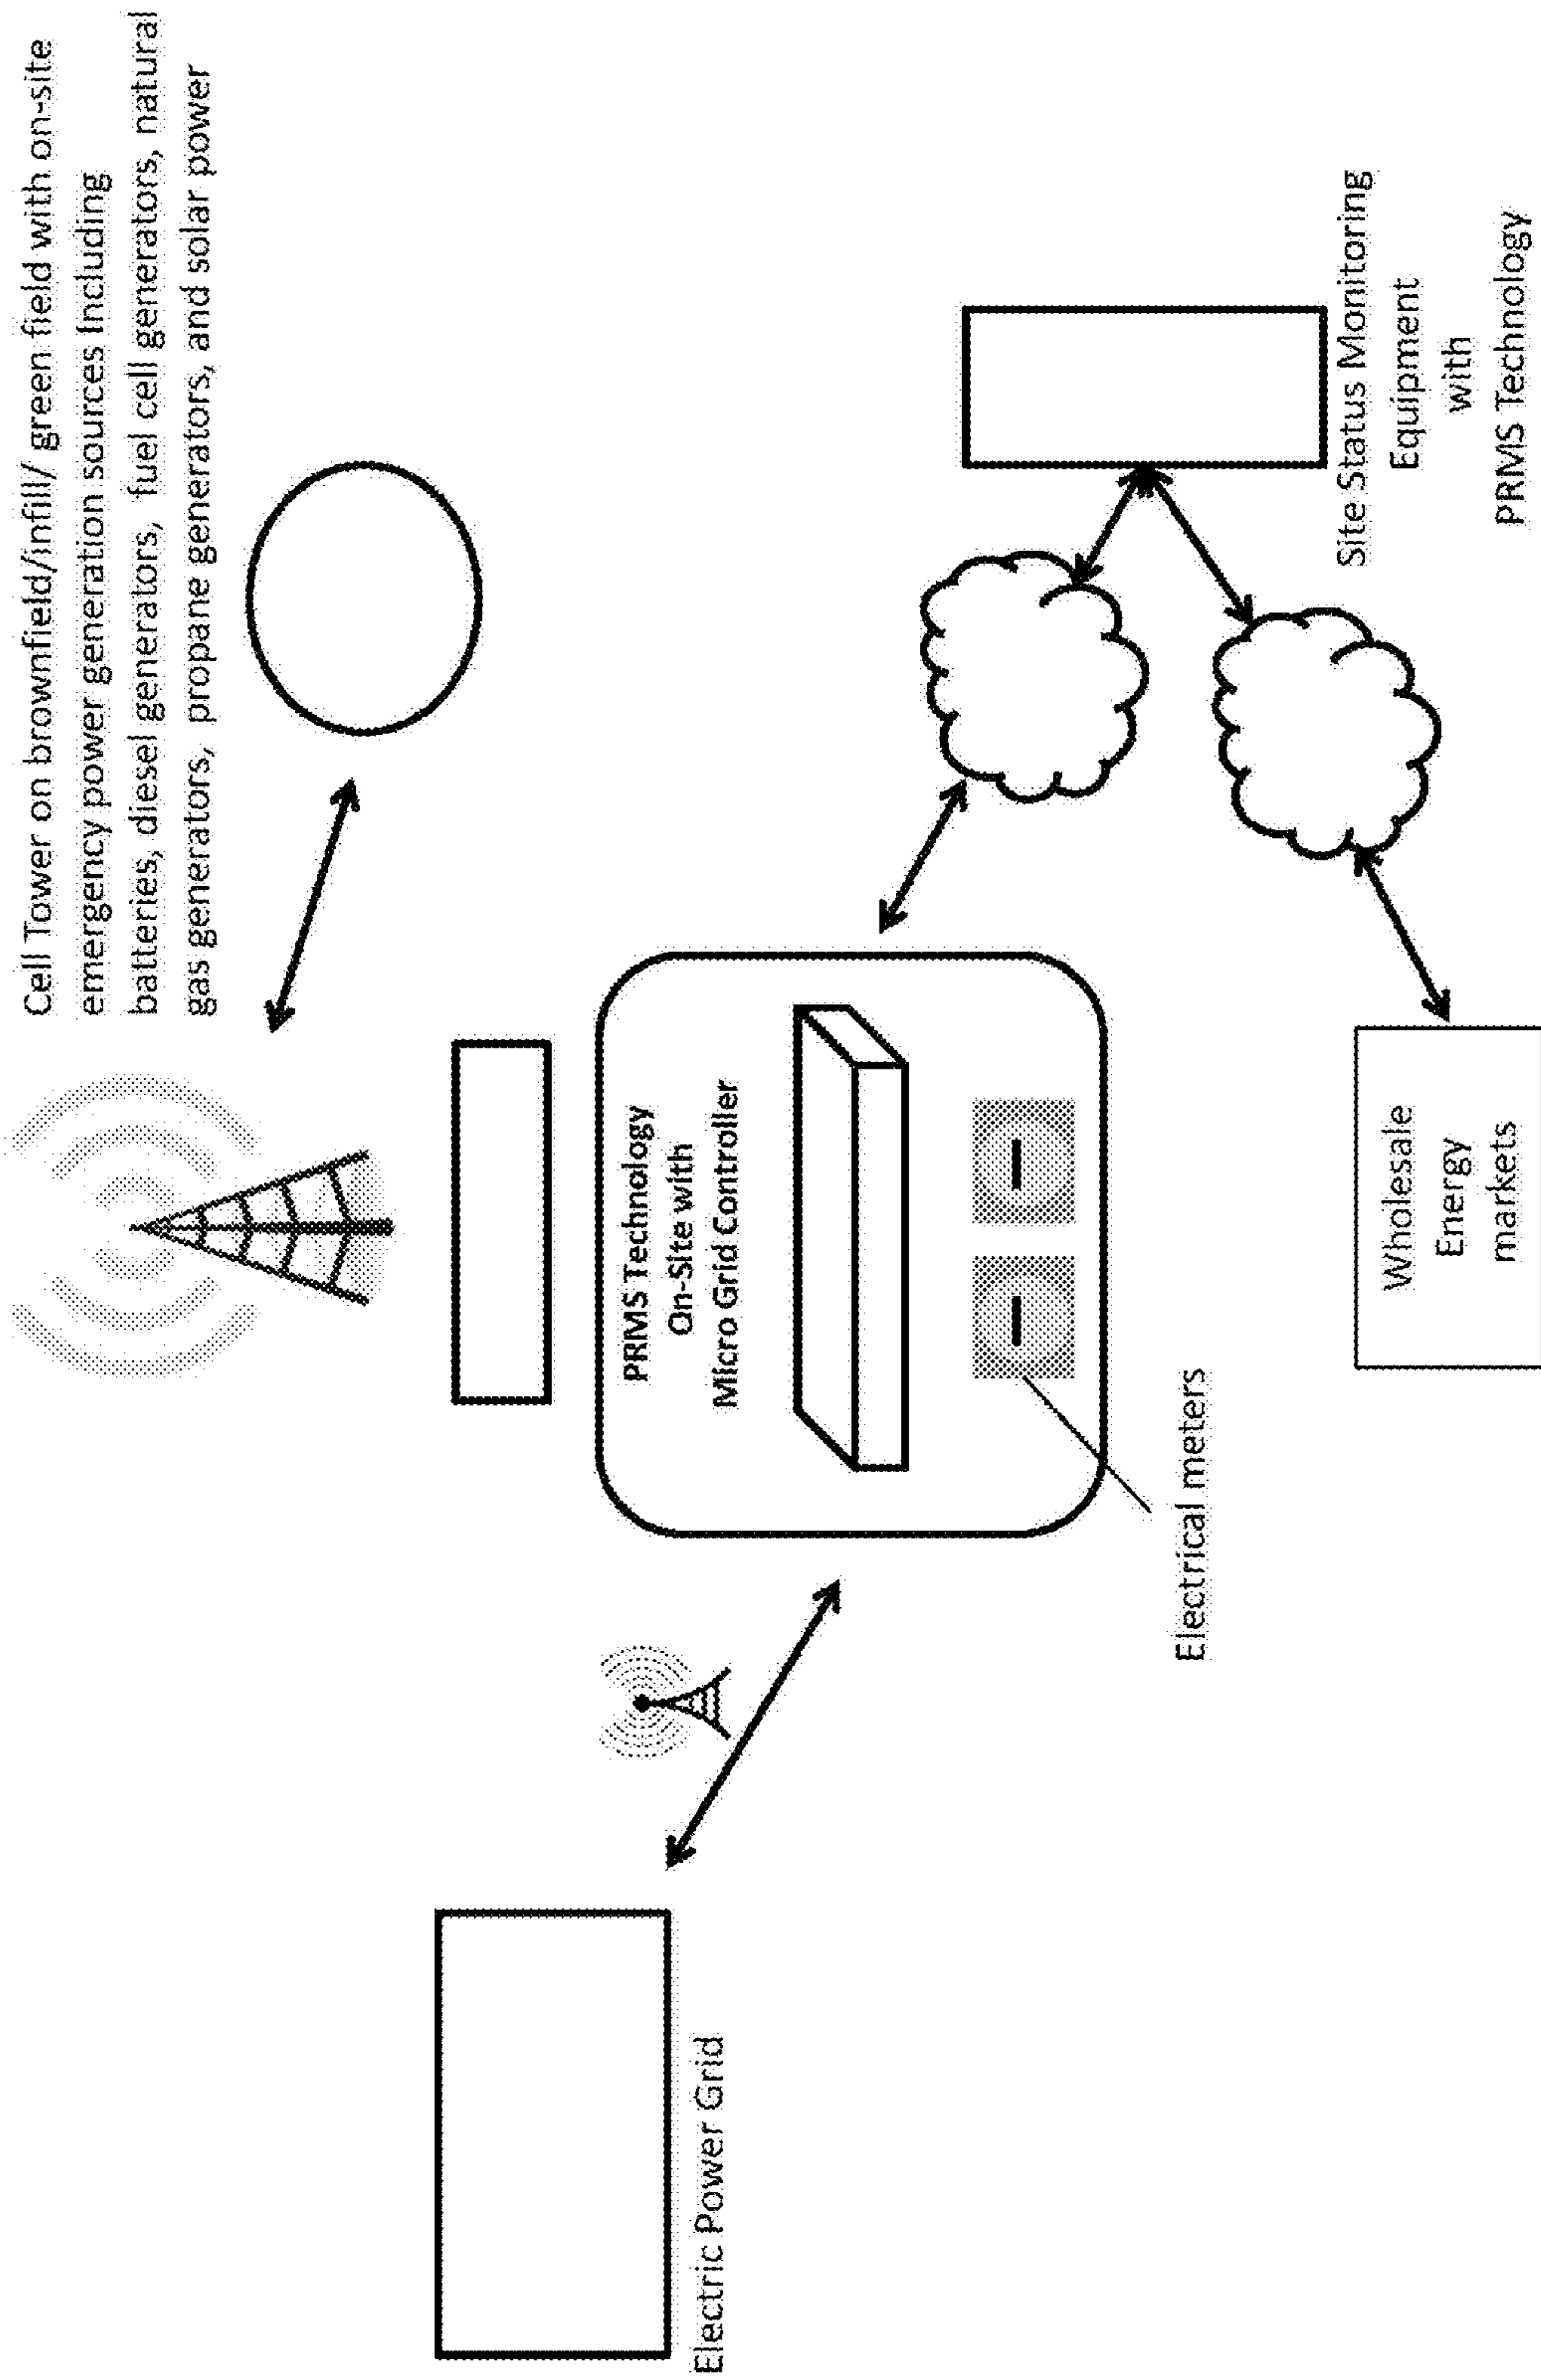 Cell Tower on brownfield/infill/ green field with on-site
emergency power generation sources Including
batteries, diesel generators, fuel cell generators, natural
gas generators, propane generators, and solar power
PRMS Technology
On-Site with
Micro Grid Controller
Electric Power Grid
Electrical meters
Site Status Monitoring
Equipment
with
PRMS Technology
Wholesale
Energy
markets